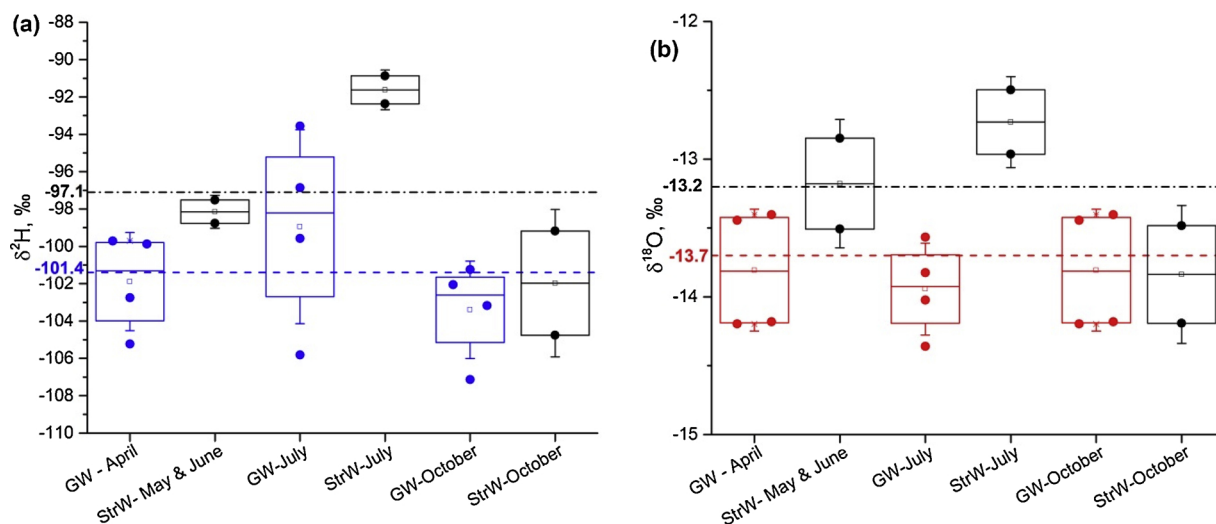 (a)
δ²H, ‰
-88
-90
-92
-94
-96
-97.1
-98
-100
-101.4
-102
-104
-106
-108
-110
GW - April
StrW- May & June
GW-July
StrW-July
GW-October
StrW-October
(b)
δ¹⁸O, ‰
-12
-13
-13.2
-13.7
-14
-15
GW - April
StrW- May & June
GW-July
StrW-July
GW-October
StrW-October